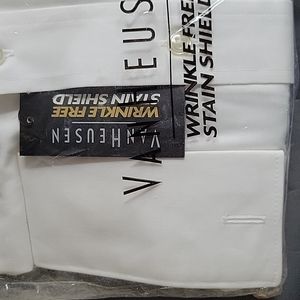 VAN HEUSEN
WRINKLE FREE
STAIN SHIELD
VANHEUSEN
WRINKLE FREE
STAIN SHIELD